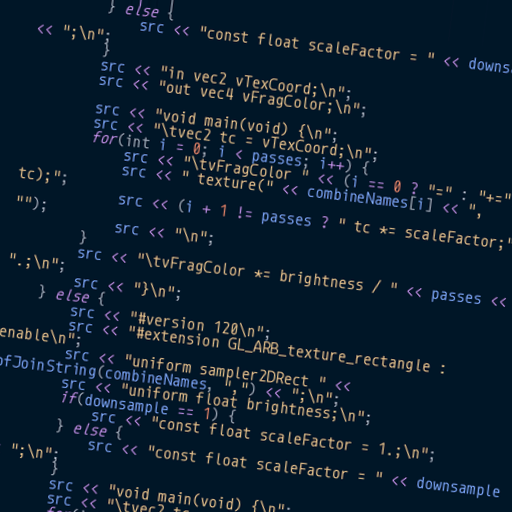 } else {
src << "const float scaleFactor = " << downs
<< ";\n";
}
src << "in vec2 vTexCoord;\n";
src << "out vec4 vFragColor;\n";
src << "void main(void) {\n";
src << "\tvec2 tc = vTexCoord;\n";
for(int i = 0; i < passes; i++) {
src << "\tvFragColor " << (i == 0 ? "=" : "+="
src << " texture(" << combineNames[i] << ",
tc);";
src << (i + 1 != passes ? " tc *= scaleFactor;"
"");
src << "\n";
}
src << "\tvFragColor *= brightness / " << passes <<
".;\n";
src << "}\n";
} else {
src << "#version 120\n";
src << "#extension GL_ARB_texture_rectangle :
enable\n";
src << "uniform sampler2DRect " <<
ofJoinString(combineNames, ",") << ";\n";
src << "uniform float brightness;\n";
if(downsample == 1) {
src << "const float scaleFactor = 1.;\n";
} else {
src << "const float scaleFactor = " << downsample
";\n";
}
src << "void main(void) {\n";
src << "\tvec2